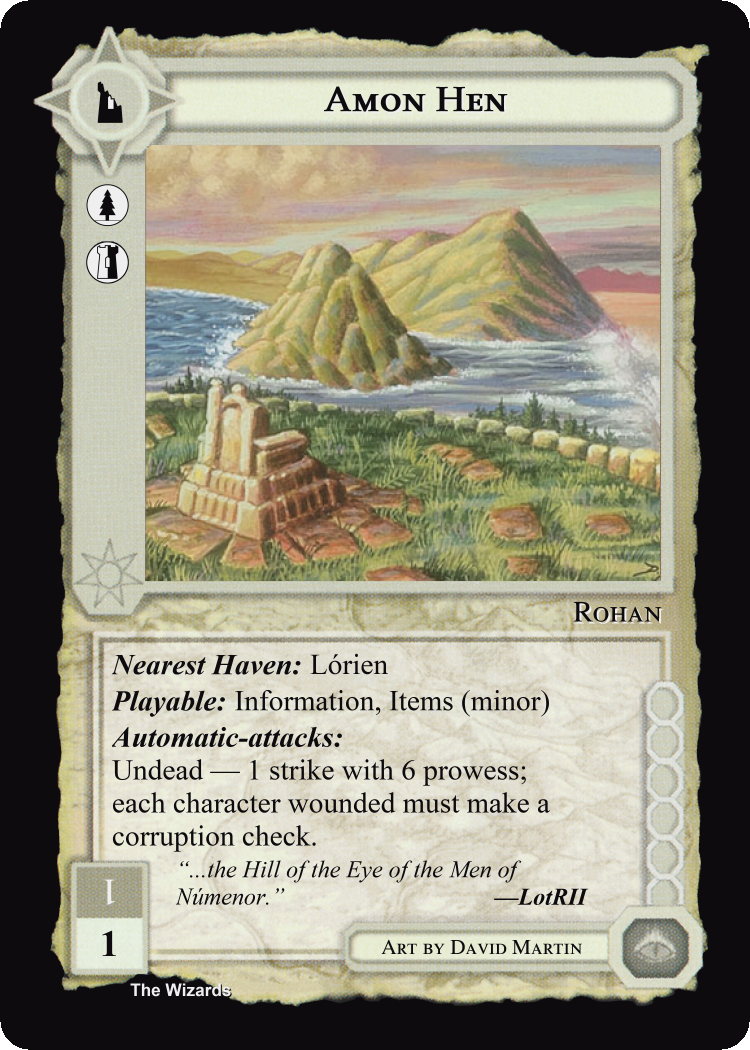 Amon Hen
Rohan
Nearest Haven: Lórien
Playable: Information, Items (minor)
Automatic-attacks:
Undead — 1 strike with 6 prowess;
each character wounded must make a
corruption check.
“...the Hill of the Eye of the Men of
Númenor.” —LotRII
1
1
Art by David Martin
The Wizards